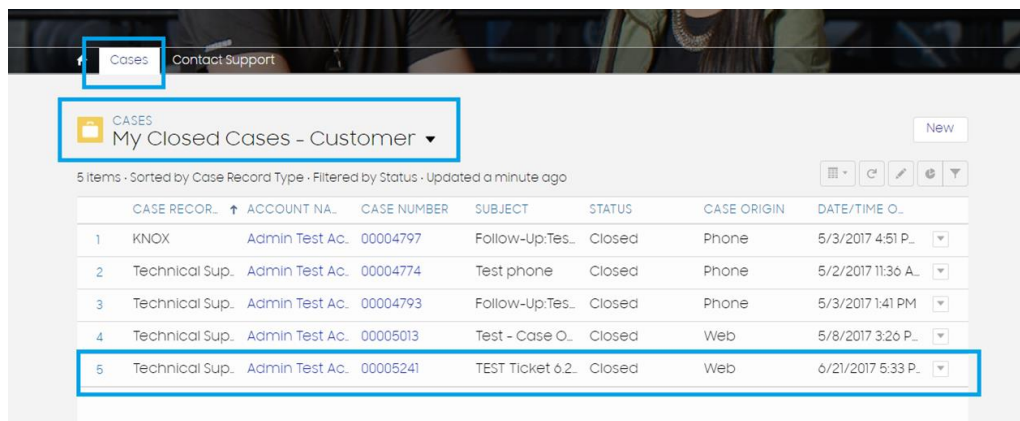 Cases Contact Support
CASES
My Closed Cases - Customer
New
5 items • Sorted by Case Record Type • Filtered by Status • Updated a minute ago
CASE RECOR... ACCOUNT NA... CASE NUMBER SUBJECT STATUS CASE ORIGIN DATE/TIME O...
1 KNOX Admin Test Ac... 00004797 Follow-Up:Tes... Closed Phone 5/3/2017 4:51 P...
2 Technical Sup... Admin Test Ac... 00004774 Test phone Closed Phone 5/2/2017 11:36 A...
3 Technical Sup... Admin Test Ac... 00004793 Follow-Up:Tes... Closed Phone 5/3/2017 1:41 PM
4 Technical Sup... Admin Test Ac... 00005013 Test - Case O... Closed Web 5/8/2017 3:26 P...
5 Technical Sup... Admin Test Ac... 00005241 TEST Ticket 6.2... Closed Web 6/21/2017 5:33 P...